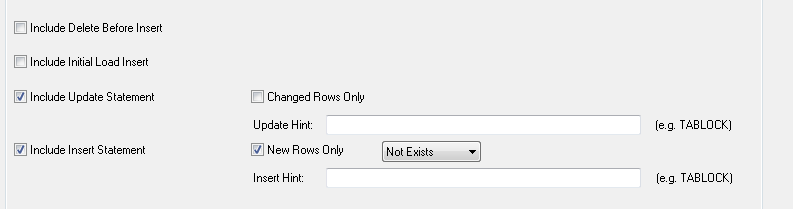 Include Delete Before Insert
Include Initial Load Insert
Include Update Statement Changed Rows Only
Update Hint: (e.g. TABLOCK)
Include Insert Statement New Rows Only Not Exists
Insert Hint: (e.g. TABLOCK)